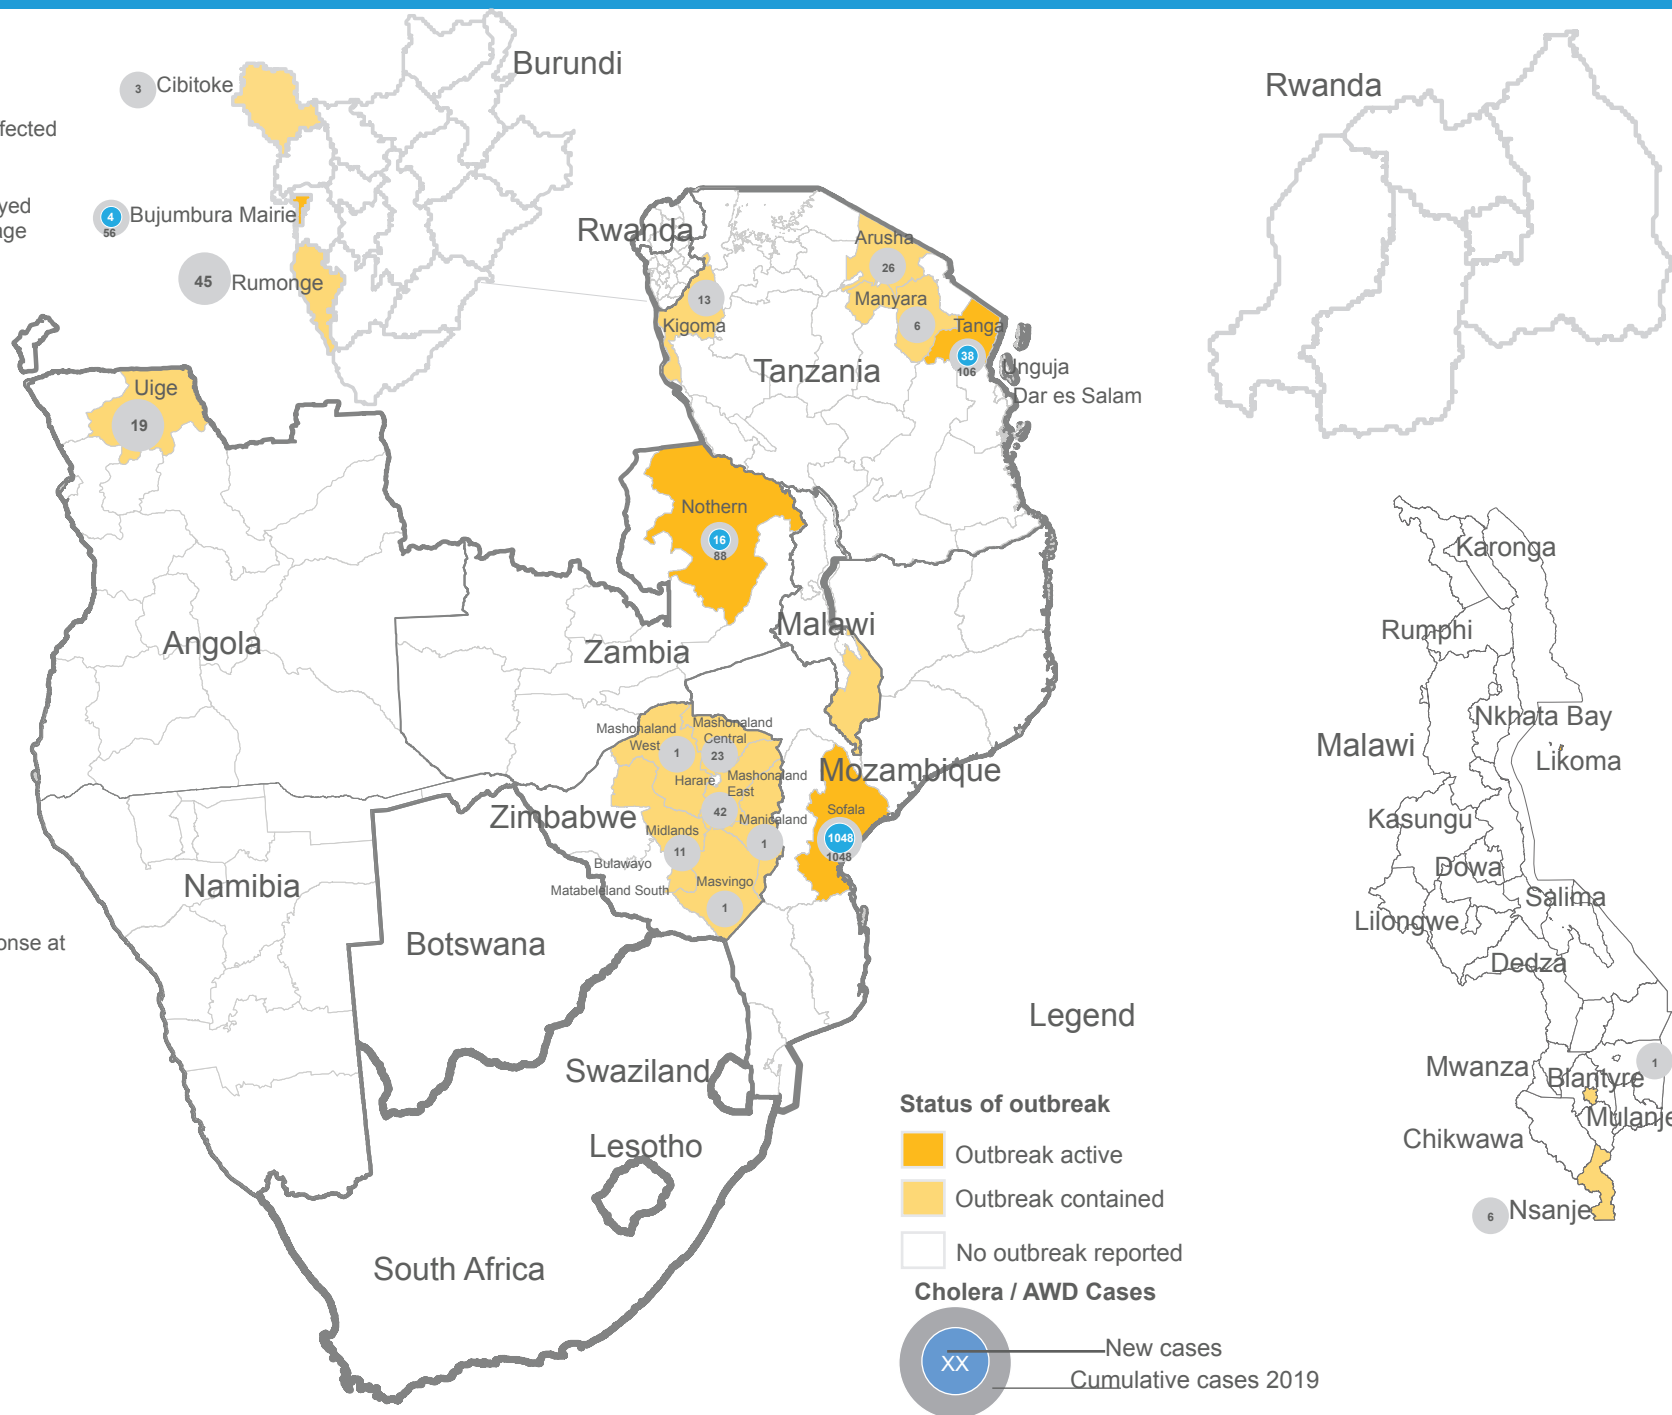 Burundi
3 Cibitoke
fected
yed
age
4
56
Bujumbura Mairie
45 Rumonge
Rwanda
Rwanda
Arusha
26
13
Kigoma
Manyara
6
Tanga
38
106
Tanzania
Unguja
Dar es Salam
Uige
19
Nothern
16
88
Angola
Zambia
Malawi
Mashonaland
West
1
Mashonaland
Central
23
Harare
Mashonaland
East
42
Manicaland
1
Zimbabwe
Midlands
11
Bulawayo
Matabeleland South
Masvingo
1
Mozambique
Sofala
1048
1048
Namibia
Botswana
onse at
Swaziland
Lesotho
South Africa
Karonga
Rumphi
Nkhata Bay
Malawi
Likoma
Kasungu
Dowa
Salima
Lilongwe
Dedza
Mwanza
Blantyre
1
Mulanje
Chikwawa
6 Nsanje
Legend
Status of outbreak
Outbreak active
Outbreak contained
No outbreak reported
Cholera / AWD Cases
XX
New cases
Cumulative cases 2019